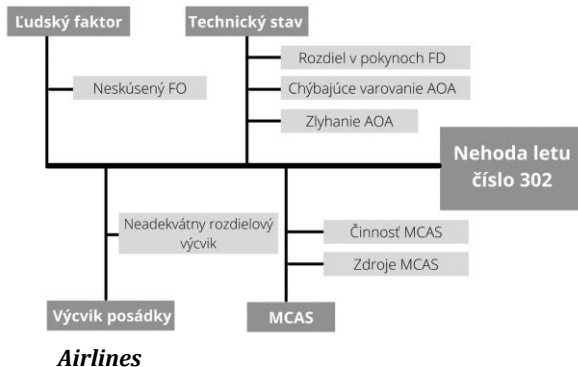 Ľudský faktor
Technický stav
Rozdiel v pokynoch FD
Neskúsený FO
Chýbajúce varovanie AOA
Zlyhanie AOA
Nehoda letu
číslo 302
Neadekvátny rozdielový
výcvik
Činnosť MCAS
Zdroje MCAS
Výcvik posádky
MCAS
Airlines